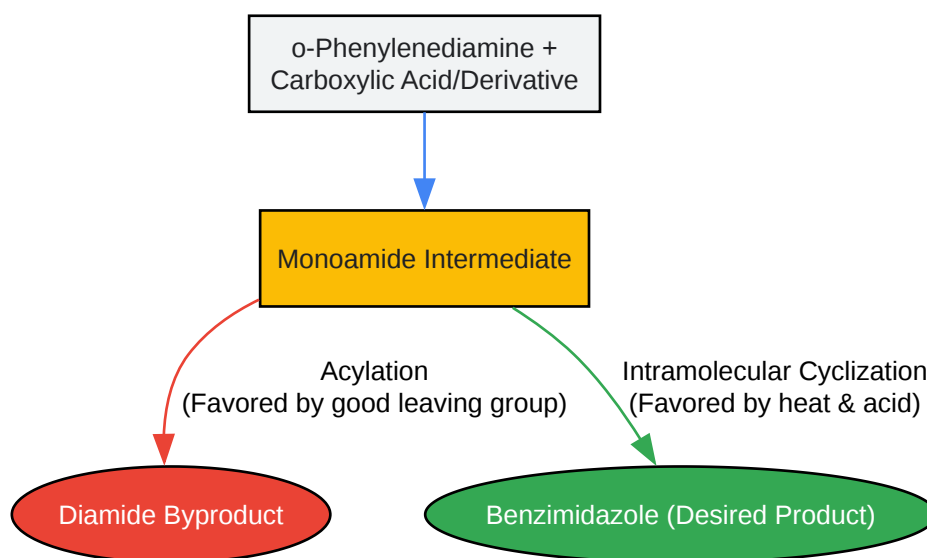 o-Phenylenediamine +
Carboxylic Acid/Derivative
Monoamide Intermediate
Acylation
(Favored by good leaving group)
Intramolecular Cyclization
(Favored by heat & acid)
Diamide Byproduct
Benzimidazole (Desired Product)